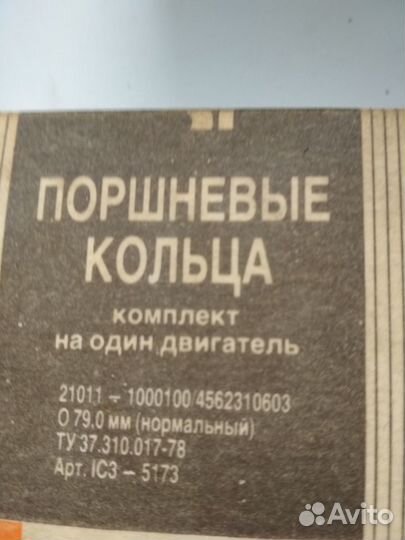 ПОРШНЕВЫЕ
КОЛЬЦА
комплект
на один двигатель
21011 - 1000100/4562310603
О 79.0 мм (нормальный)
ТУ 37.310.017-78
Арт. ІСЗ - 5173
Avito